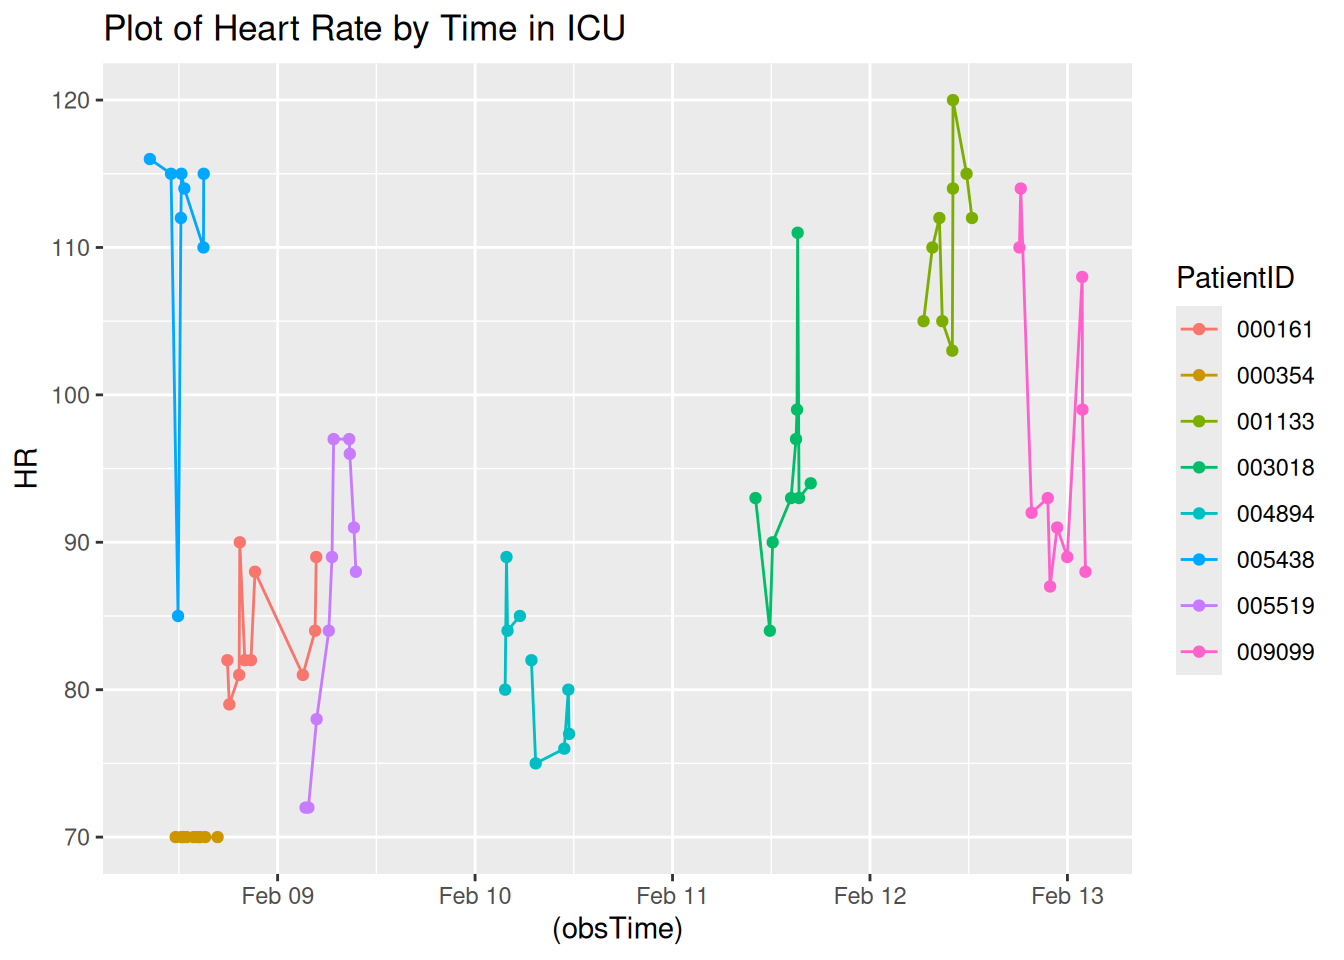 Plot of Heart Rate by Time in ICU
120
110
100
90
80
70
HR
Feb 09 Feb 10 Feb 11 Feb 12 Feb 13
(obsTime)
PatientID
000161
000354
001133
003018
004894
005438
005519
009099